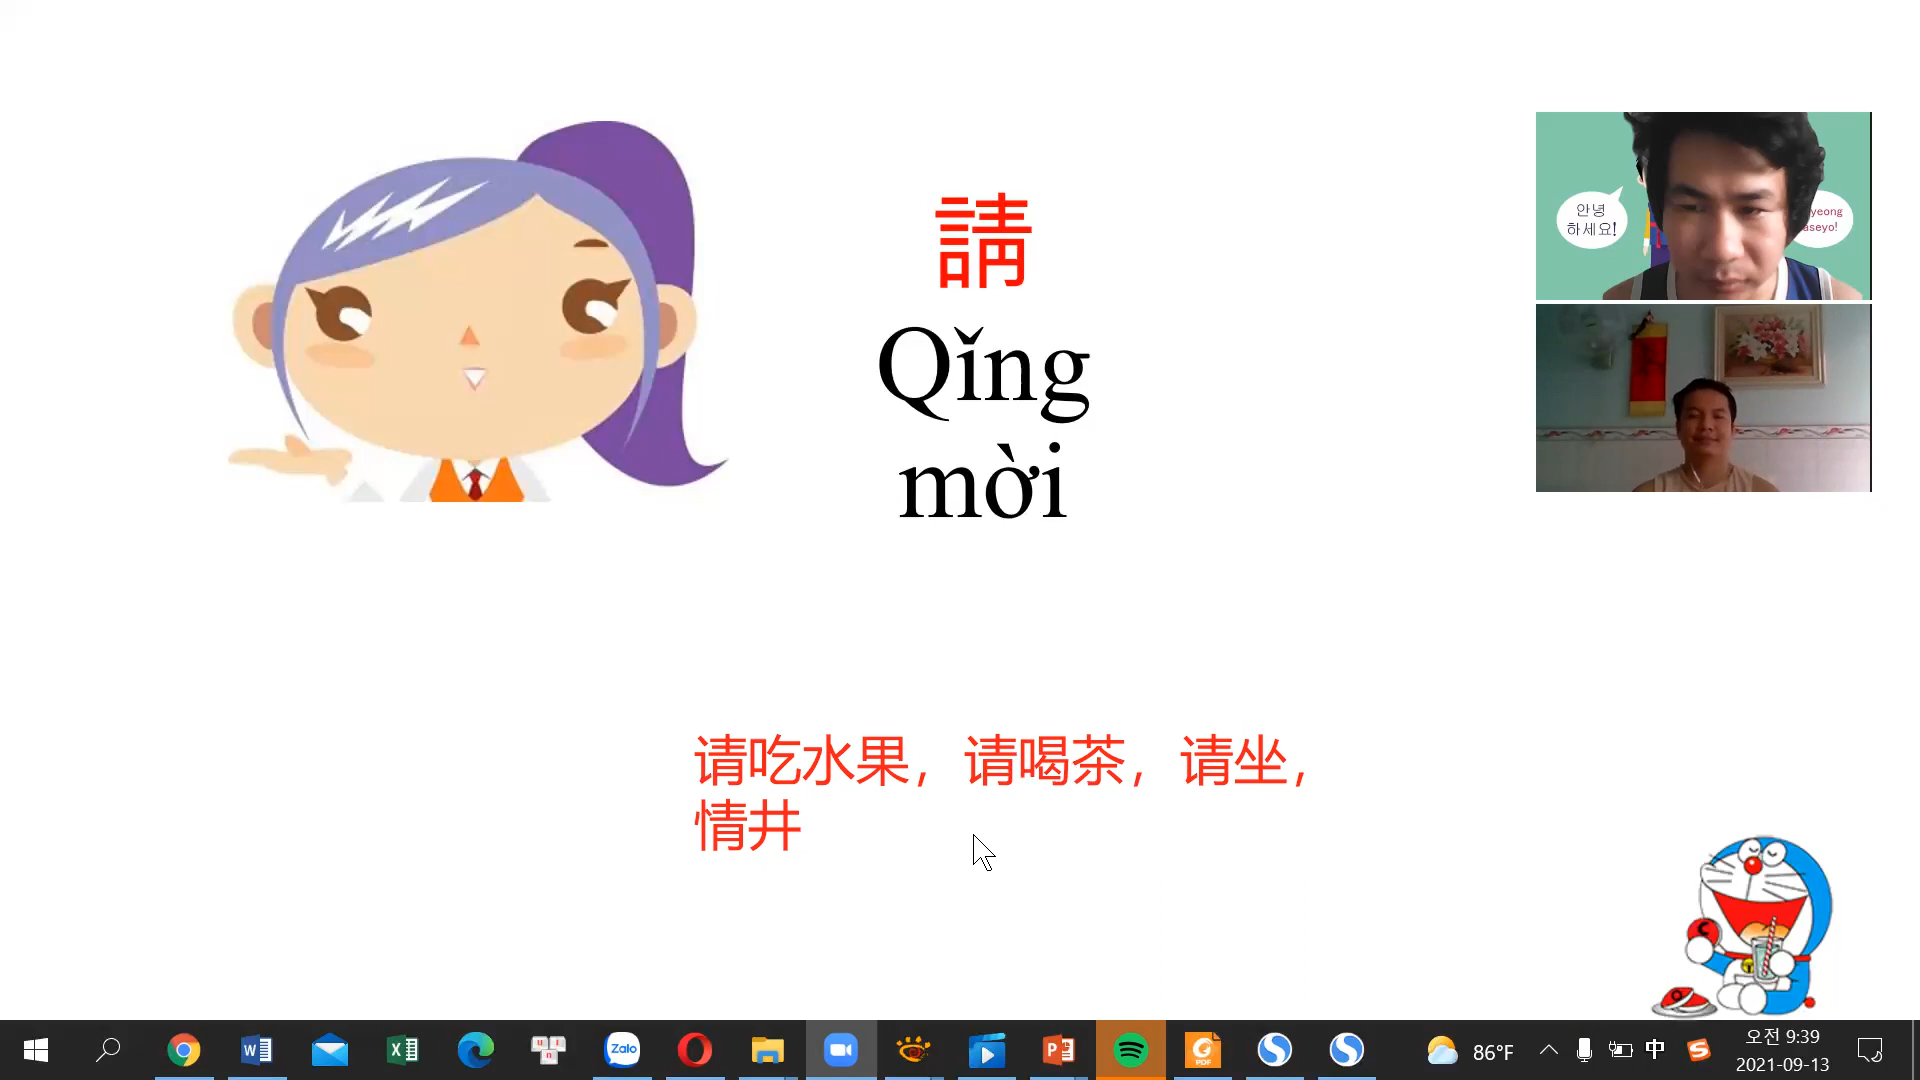 請
Qǐng
mời
请吃水果，请喝茶，请坐，
情井
안녕
하세요!
yeong
aseyo!
Zalo
86°F
中
오전 9:39
2021-09-13